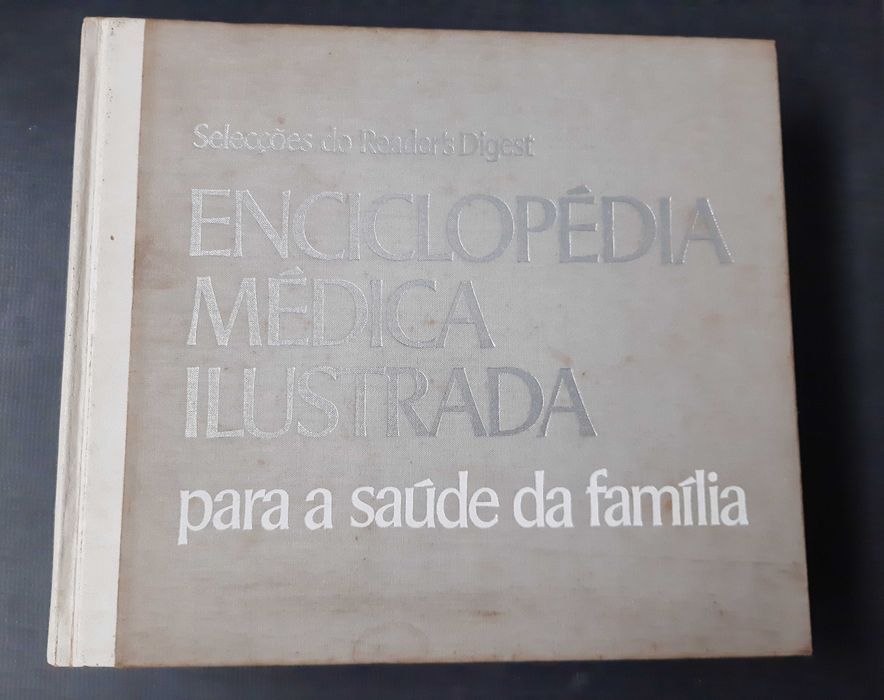 Selecções do Reader's Digest
ENCICLOPÉDIA
MÉDICA
ILUSTRADA
para a saúde da família